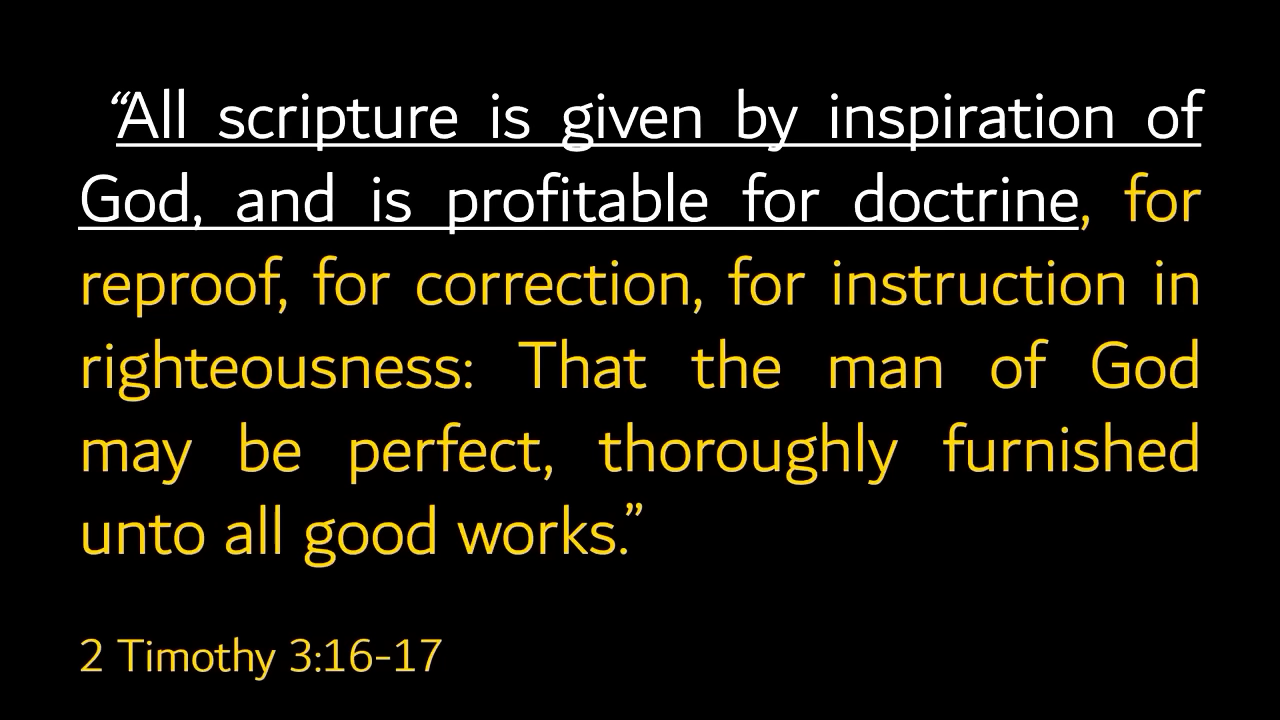 “All scripture is given by inspiration of
God, and is profitable for doctrine, for
reproof, for correction, for instruction in
righteousness: That the man of God
may be perfect, thoroughly furnished
unto all good works.”
2 Timothy 3:16-17